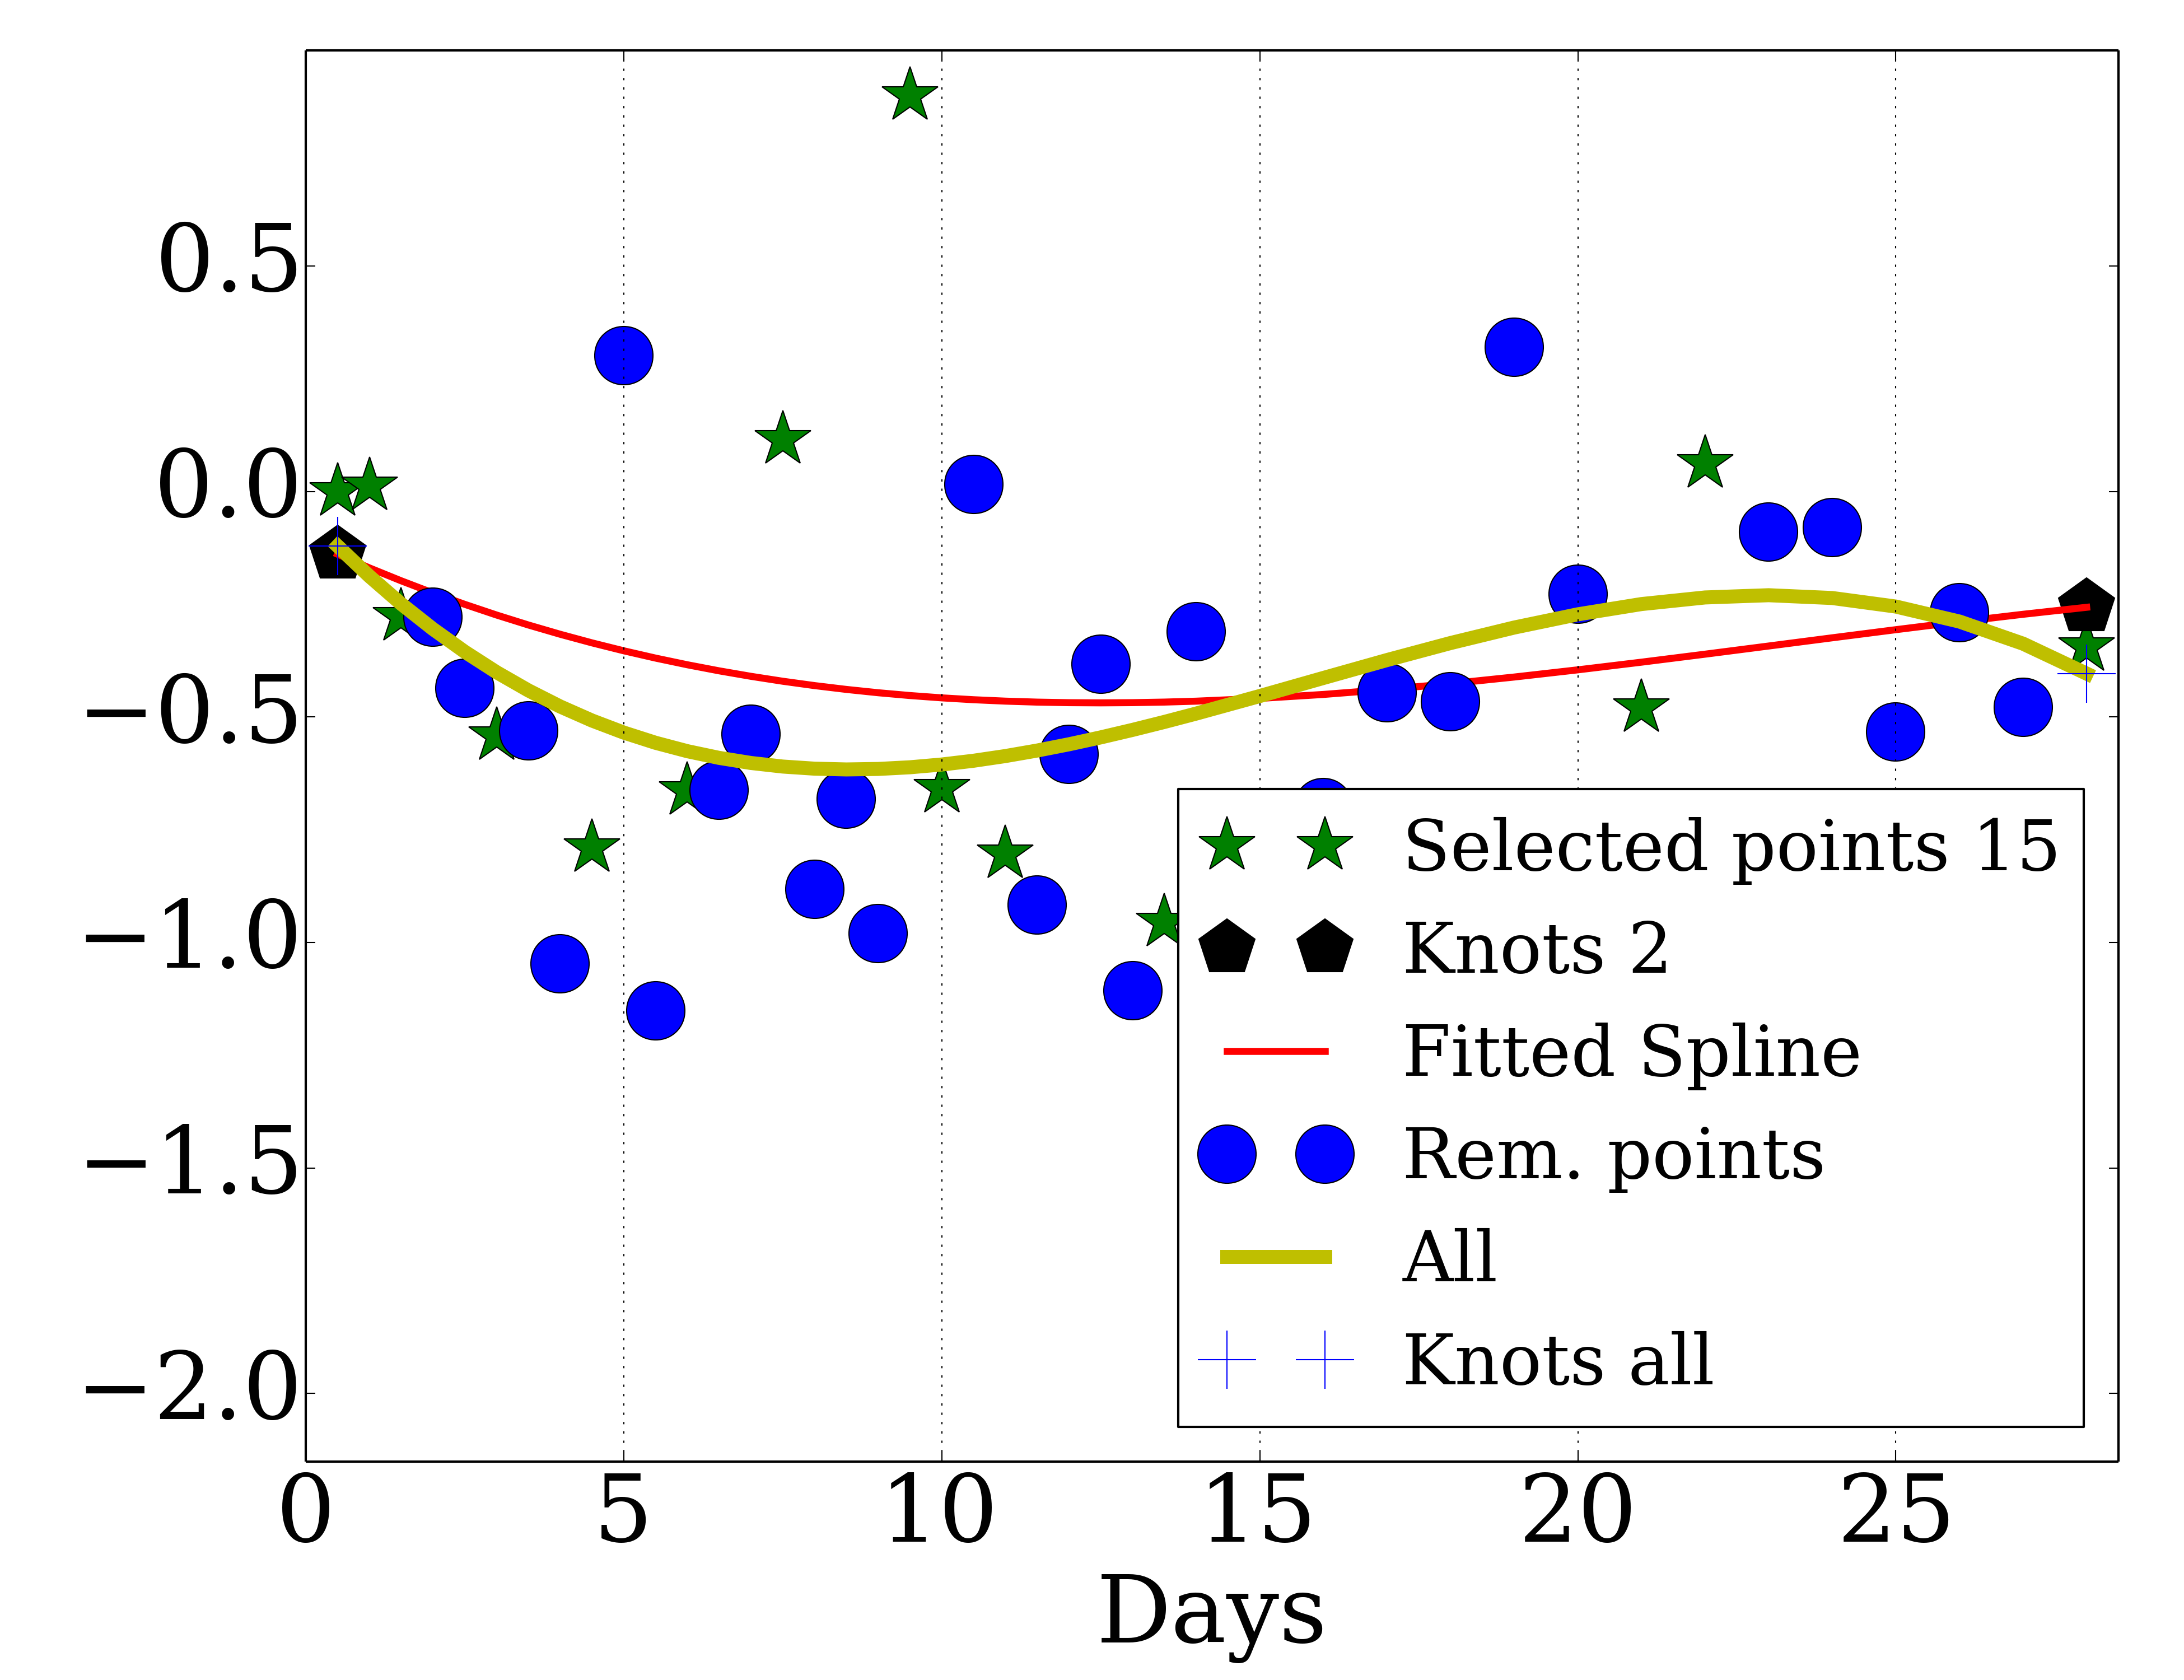 0.5
0.0
−0.5
−1.0
−1.5
−2.0
Selected points 15
Knots 2
Fitted Spline
Rem. points
All
Knots all
0 5 10 15 20 25
Days